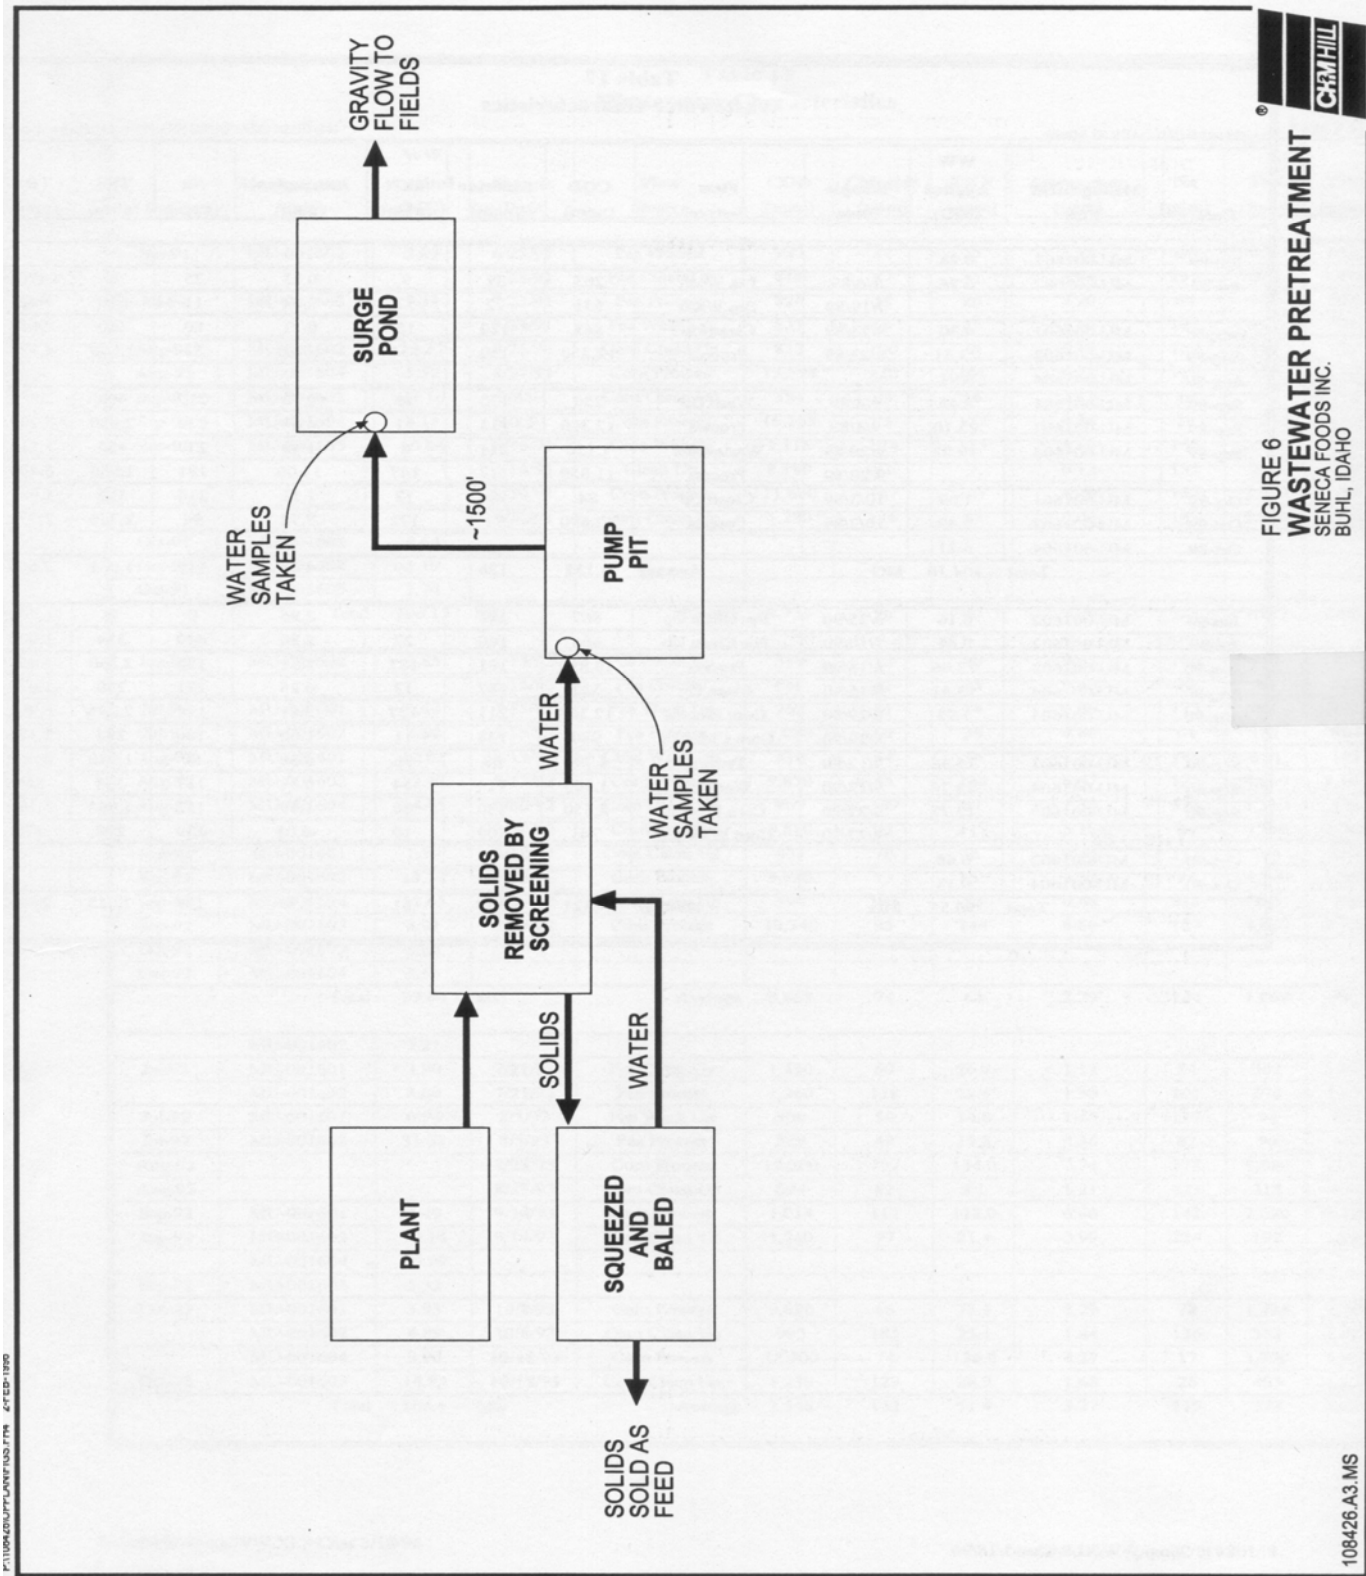 PLANT
SQUEEZED
AND
BALED
SOLIDS
SOLD AS
FEED
SOLIDS
WATER
SOLIDS
REMOVED BY
SCREENING
WATER
WATER
SAMPLES
TAKEN
PUMP
PIT
~1500'
WATER
SAMPLES
TAKEN
SURGE
POND
GRAVITY
FLOW TO
FIELDS
FIGURE 6
WASTEWATER PRETREATMENT
SENECA FOODS INC.
BUHL, IDAHO
®
CH2M HILL
108426.A3.MS